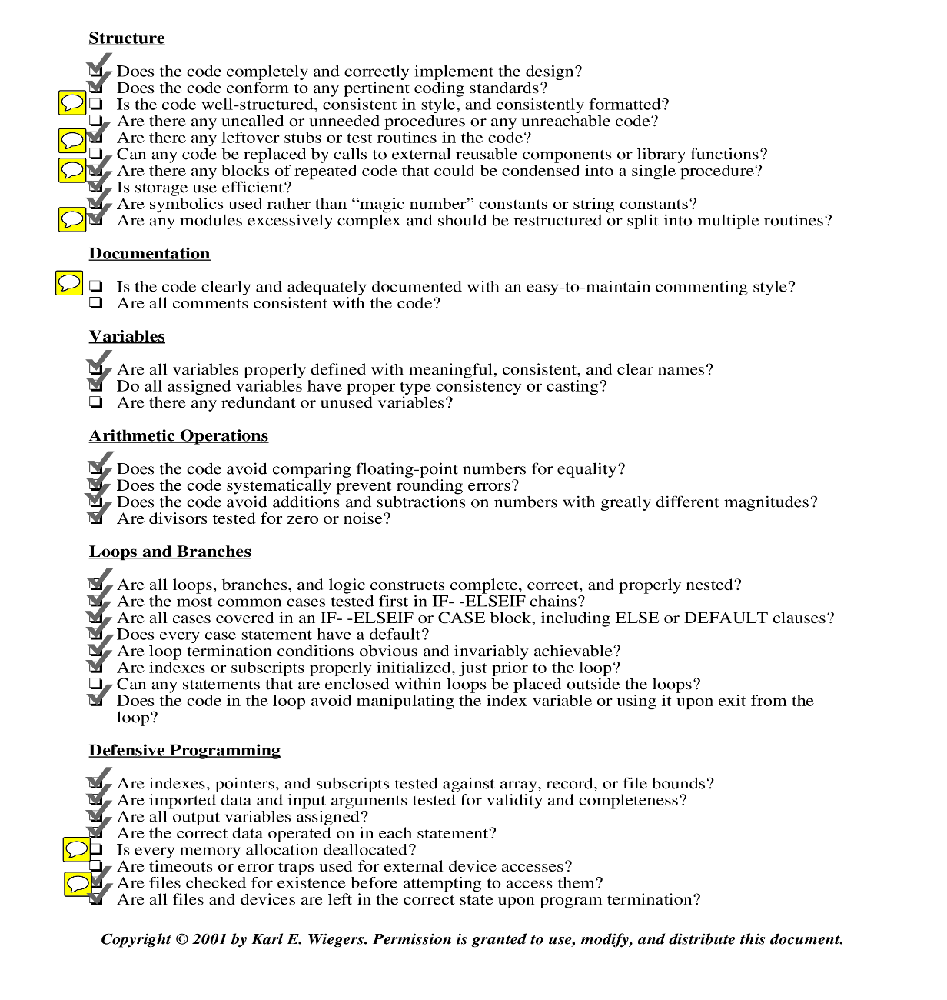 Structure
Does the code completely and correctly implement the design?
Does the code conform to any pertinent coding standards?
Is the code well-structured, consistent in style, and consistently formatted?
Are there any uncalled or unneeded procedures or any unreachable code?
Are there any leftover stubs or test routines in the code?
Can any code be replaced by calls to external reusable components or library functions?
Are there any blocks of repeated code that could be condensed into a single procedure?
Is storage use efficient?
Are symbolics used rather than “magic number” constants or string constants?
Are any modules excessively complex and should be restructured or split into multiple routines?
Documentation
Is the code clearly and adequately documented with an easy-to-maintain commenting style?
Are all comments consistent with the code?
Variables
Are all variables properly defined with meaningful, consistent, and clear names?
Do all assigned variables have proper type consistency or casting?
Are there any redundant or unused variables?
Arithmetic Operations
Does the code avoid comparing floating-point numbers for equality?
Does the code systematically prevent rounding errors?
Does the code avoid additions and subtractions on numbers with greatly different magnitudes?
Are divisors tested for zero or noise?
Loops and Branches
Are all loops, branches, and logic constructs complete, correct, and properly nested?
Are the most common cases tested first in IF- -ELSEIF chains?
Are all cases covered in an IF- -ELSEIF or CASE block, including ELSE or DEFAULT clauses?
Does every case statement have a default?
Are loop termination conditions obvious and invariably achievable?
Are indexes or subscripts properly initialized, just prior to the loop?
Can any statements that are enclosed within loops be placed outside the loops?
Does the code in the loop avoid manipulating the index variable or using it upon exit from the
loop?
Defensive Programming
Are indexes, pointers, and subscripts tested against array, record, or file bounds?
Are imported data and input arguments tested for validity and completeness?
Are all output variables assigned?
Are the correct data operated on in each statement?
Is every memory allocation deallocated?
Are timeouts or error traps used for external device accesses?
Are files checked for existence before attempting to access them?
Are all files and devices are left in the correct state upon program termination?
Copyright © 2001 by Karl E. Wiegers. Permission is granted to use, modify, and distribute this document.